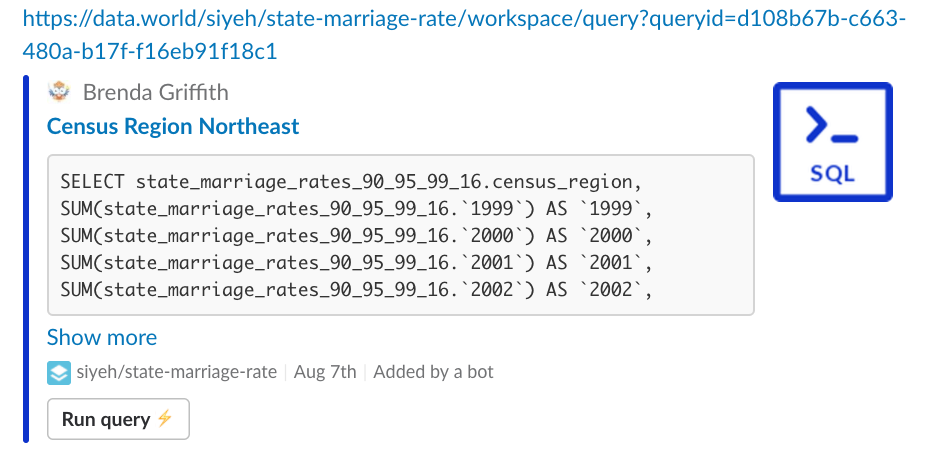 https://data.world/siyeh/state-marriage-rate/workspace/query?queryid=d108b67b-c663-
480a-b17f-f16eb91f18c1
Brenda Griffith
Census Region Northeast
SELECT state_marriage_rates_90_95_99_16.census_region,
SUM(state_marriage_rates_90_95_99_16.`1999`) AS `1999`,
SUM(state_marriage_rates_90_95_99_16.`2000`) AS `2000`,
SUM(state_marriage_rates_90_95_99_16.`2001`) AS `2001`,
SUM(state_marriage_rates_90_95_99_16.`2002`) AS `2002`,
SQL
Show more
siyeh/state-marriage-rate | Aug 7th | Added by a bot
Run query ⚡